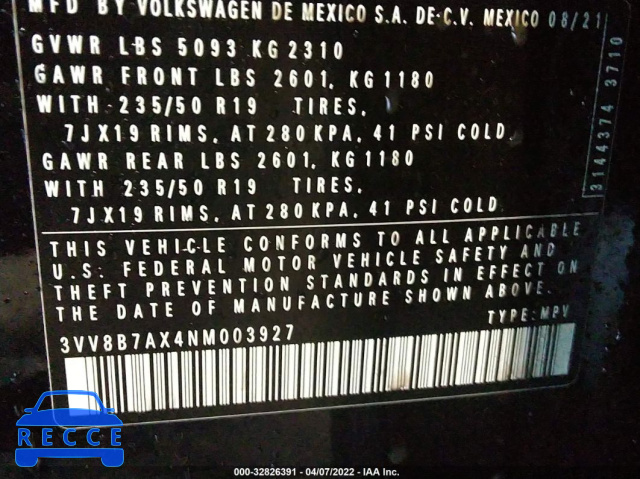 MFD BY VOLKSWAGEN DE MEXICO S.A. DE C.V. MEXICO 08/21
GVWR LBS 5093 KG 2310
GAWR FRONT LBS 2601, KG 1180
WITH 235/50 R19 TIRES,
7JX19 RIMS, AT 280 KPA, 41 PSI COLD.
GAWR REAR LBS 2601, KG 1180
WITH 235/50 R19 TIRES,
7JX19 RIMS, AT 280 KPA, 41 PSI COLD.
31444374 3710
THIS VEHICLE CONFORMS TO ALL APPLICABLE
U.S. FEDERAL MOTOR VEHICLE SAFETY AND
THEFT PREVENTION STANDARDS IN EFFECT ON
THE DATE OF MANUFACTURE SHOWN ABOVE.
3VV8B7AX4NM003927 TYPE: MPV
RECCE
000-32826391 - 04/07/2022 - IAA Inc.